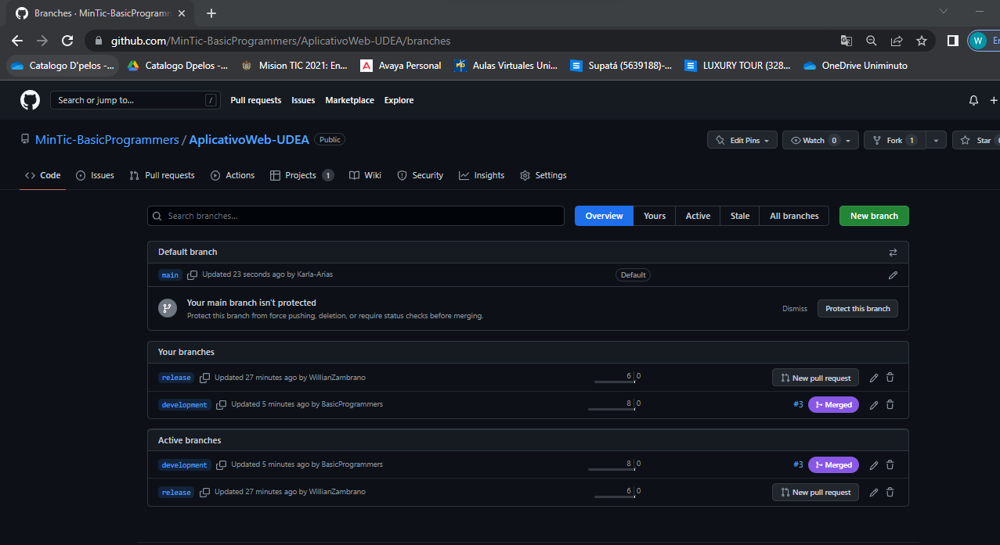 Branches · MinTic-BasicProgramm
github.com/MinTic-BasicProgrammers/AplicativoWeb-UDEA/branches
W
Catalogo D'pelos -... Catalogo Dpelos -... Mision TIC 2021: En... A Avaya Personal Aulas Virtuales Uni... Supatá (5639188)-... LUXURY TOUR (328... OneDrive Uniminuto
Search or jump to... / Pull requests Issues Marketplace Explore
MinTic-BasicProgrammers / AplicativoWeb-UDEA Public Edit Pins Watch 0 Fork 1 Star
Code Issues Pull requests Actions Projects 1 Wiki Security Insights Settings
Search branches... Overview Yours Active Stale All branches New branch
Default branch
main Updated 23 seconds ago by Karla-Arias Default
Your main branch isn't protected
Protect this branch from force pushing, deletion, or require status checks before merging. Dismiss Protect this branch
Your branches
release Updated 27 minutes ago by WillianZambrano 6 0 New pull request
development Updated 5 minutes ago by BasicProgrammers 8 0 #3 Merged
Active branches
development Updated 5 minutes ago by BasicProgrammers 8 0 #3 Merged
release Updated 27 minutes ago by WillianZambrano 6 0 New pull request